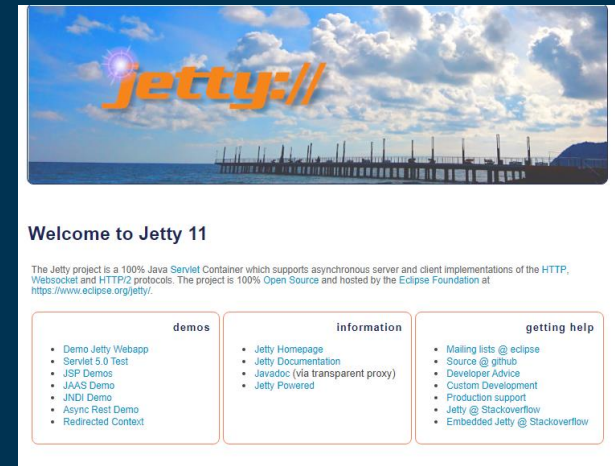 jetty://
Welcome to Jetty 11
The Jetty project is a 100% Java Servlet Container which supports asynchronous server and client implementations of the HTTP,
Websocket and HTTP/2 protocols. The project is 100% Open Source and hosted by the Eclipse Foundation at
https://www.eclipse.org/jetty/.
demos
Demo Jetty Webapp
Servlet 5.0 Test
JSP Demos
JAAS Demo
JNDI Demo
Async Rest Demo
Redirected Context
information
Jetty Homepage
Jetty Documentation
Javadoc (via transparent proxy)
Jetty Powered
getting help
Mailing lists @ eclipse
Source @ github
Developer Advice
Custom Development
Production support
Jetty @ Stackoverflow
Embedded Jetty @ Stackoverflow